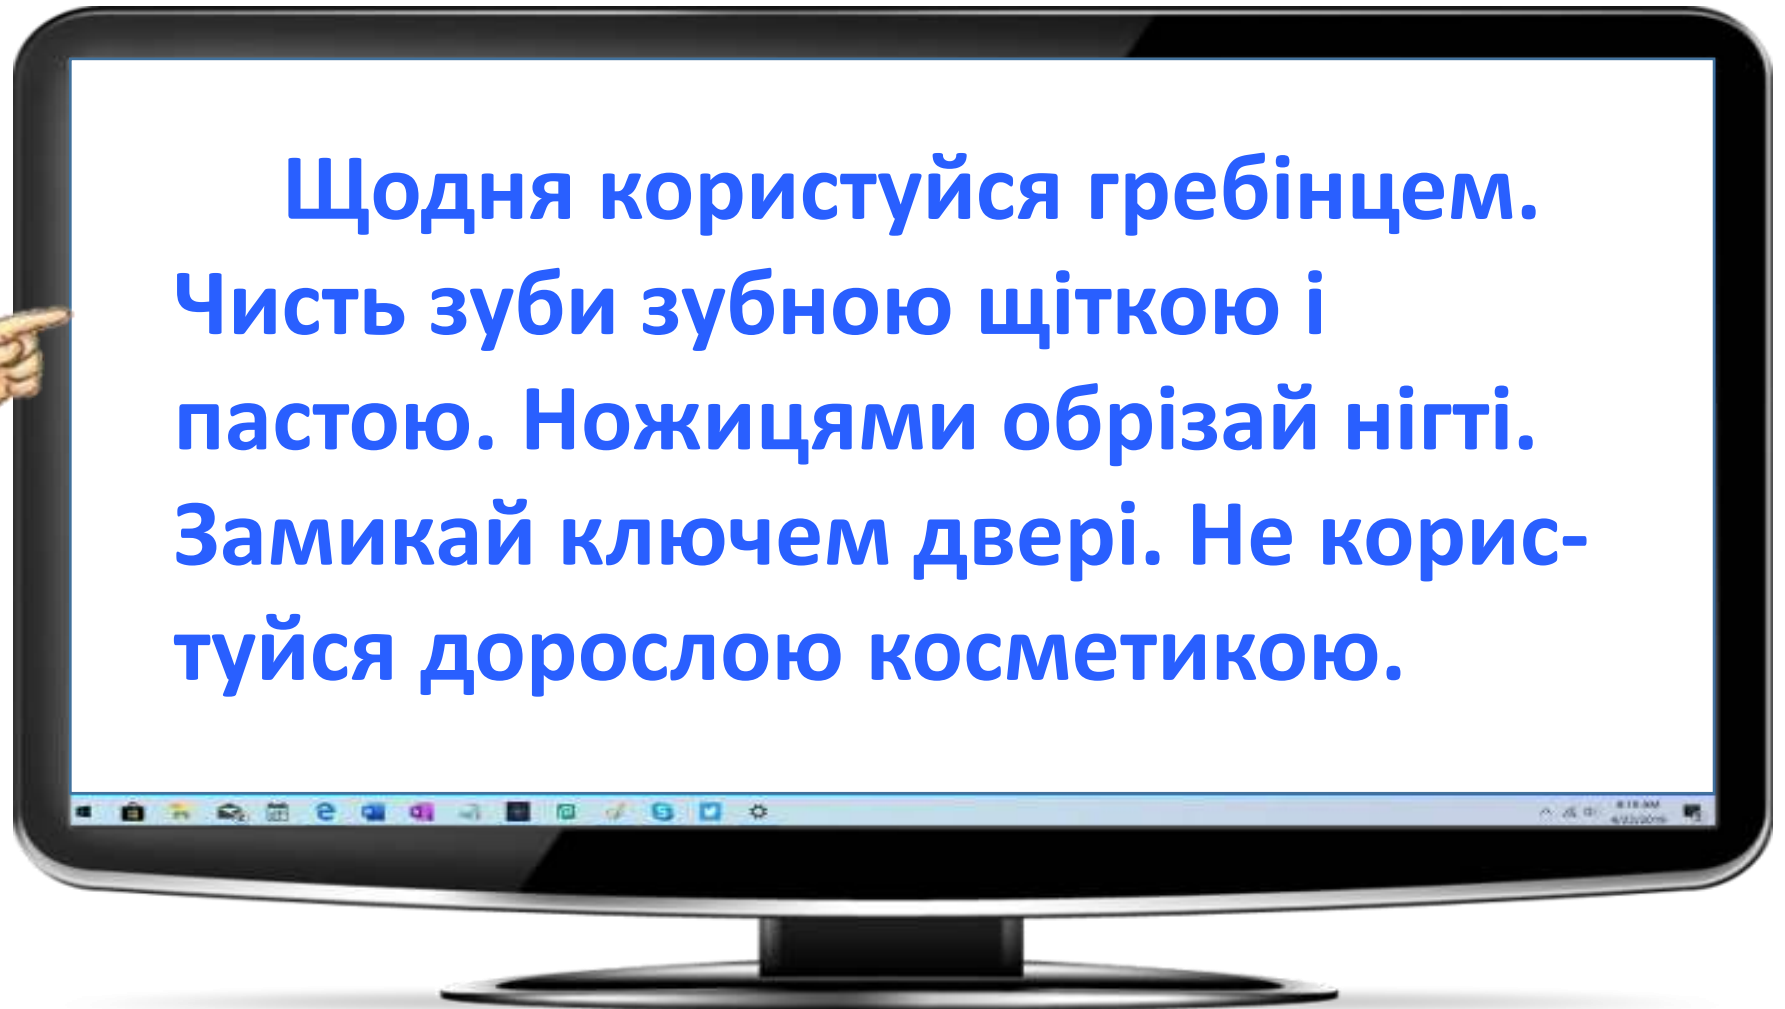 Щодня користуйся гребінцем.
Чисть зуби зубною щіткою і
пастою. Ножицями обрізай нігті.
Замикай ключем двері. Не корис-
туйся дорослою косметикою.